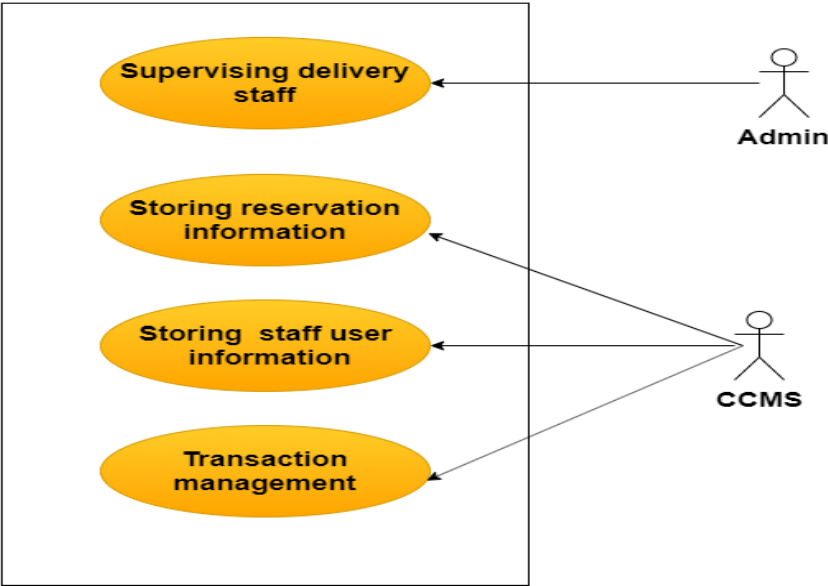 Supervising delivery
staff
Admin
Storing reservation
information
Storing  staff user
information
CCMS
Transaction
management